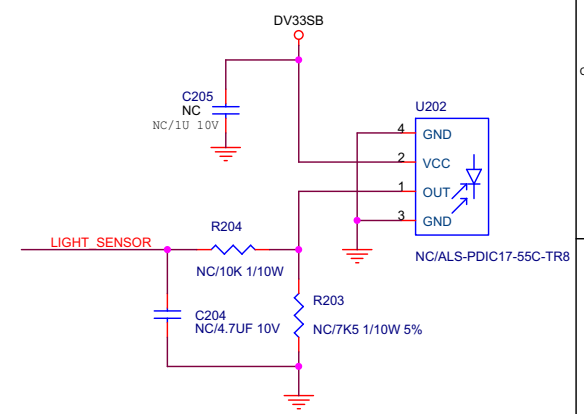 DV33SB
C205
NC
NC/1U 10V
U202
4 GND
2 VCC
1 OUT
3 GND
NC/ALS-PDIC17-55C-TR8
LIGHT_SENSOR
R204
NC/10K 1/10W
C204
NC/4.7UF 10V
R203
NC/7K5 1/10W 5%